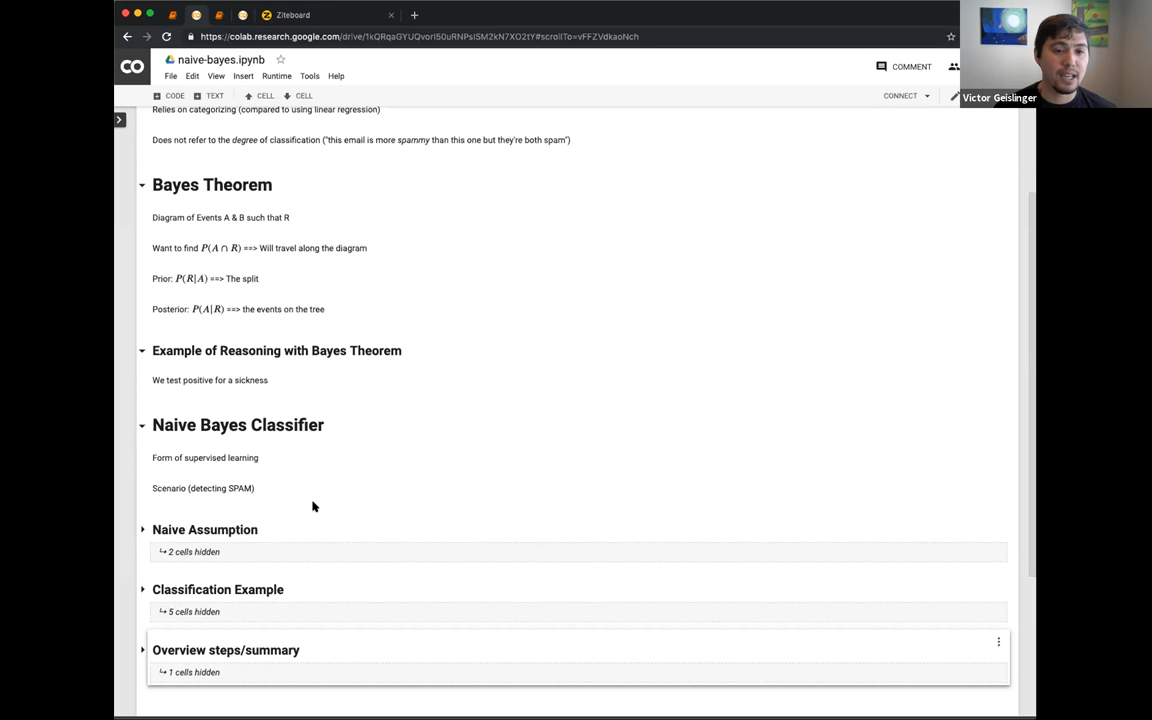 Ziteboard
https://colab.research.google.com/drive/1kQRqaGYUQvorI50uRNPsISM2kN7XO2tY#scrollTo=vFFZVdkaoNch
CO
naive-bayes.ipynb
File Edit View Insert Runtime Tools Help
COMMENT
CODE TEXT CELL CELL
CONNECT
Victor Geislinger
Relies on categorizing (compared to using linear regression)
Does not refer to the degree of classification ("this email is more spammy than this one but they're both spam")
Bayes Theorem
Diagram of Events A & B such that R
Want to find P(A ∩ R) ==> Will travel along the diagram
Prior: P(R|A) ==> The split
Posterior: P(A|R) ==> the events on the tree
Example of Reasoning with Bayes Theorem
We test positive for a sickness
Naive Bayes Classifier
Form of supervised learning
Scenario (detecting SPAM)
Naive Assumption
2 cells hidden
Classification Example
5 cells hidden
Overview steps/summary
1 cells hidden